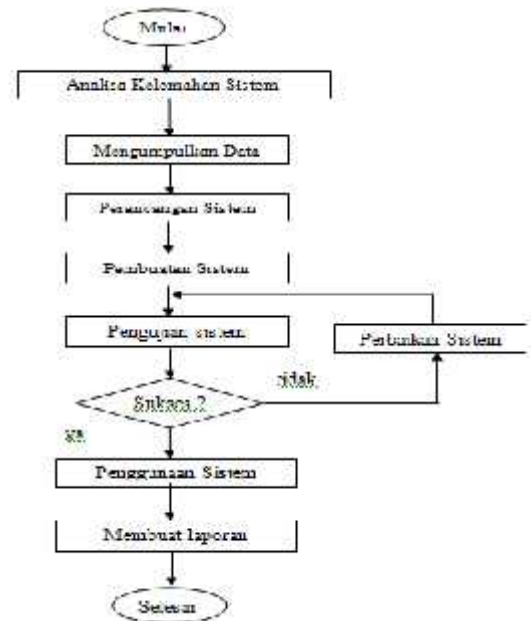 Mulai
Analisa Kelemahan Sistem
Mengumpulkan Data
Perancangan Sistem
Pembuatan Sistem
Pengujian sistem
Perbaikan Sistem
tidak
Sukses ?
ya
Penggunaan Sistem
Membuat laporan
Selesai